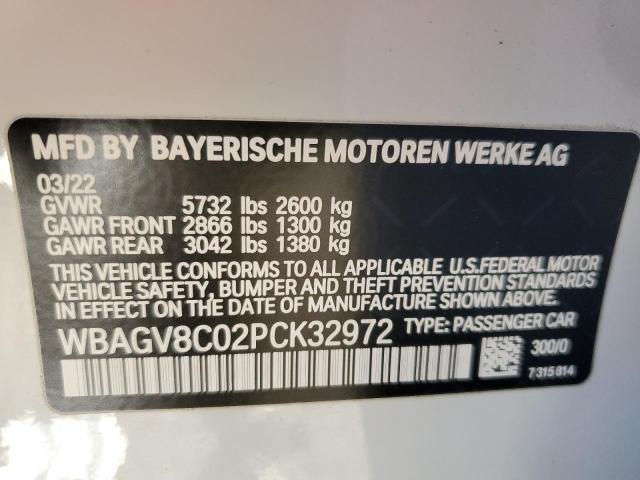 MFD BY BAYERISCHE MOTOREN WERKE AG
03/22
GVWR 5732 lbs 2600 kg
GAWR FRONT 2866 lbs 1300 kg
GAWR REAR 3042 lbs 1380 kg
THIS VEHICLE CONFORMS TO ALL APPLICABLE U.S.FEDERAL MOTOR
VEHICLE SAFETY, BUMPER AND THEFT PREVENTION STANDARDS
IN EFFECT ON THE DATE OF MANUFACTURE SHOWN ABOVE.
WBAGV8C02PCK32972 TYPE: PASSENGER CAR
300/0
7 315 814